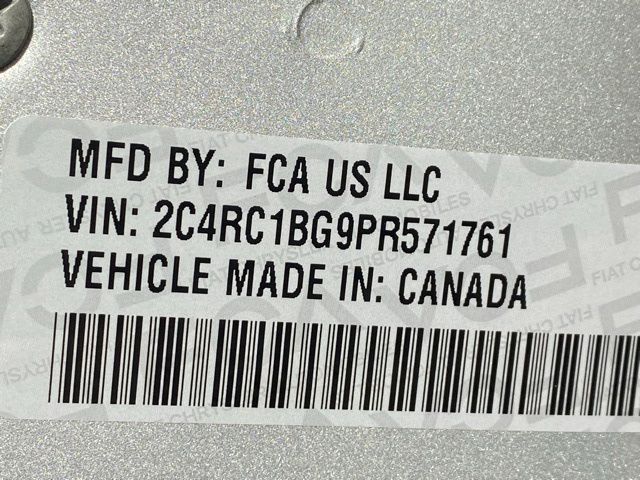 MFD BY: FCA US LLC
VIN: 2C4RC1BG9PR571761
VEHICLE MADE IN: CANADA